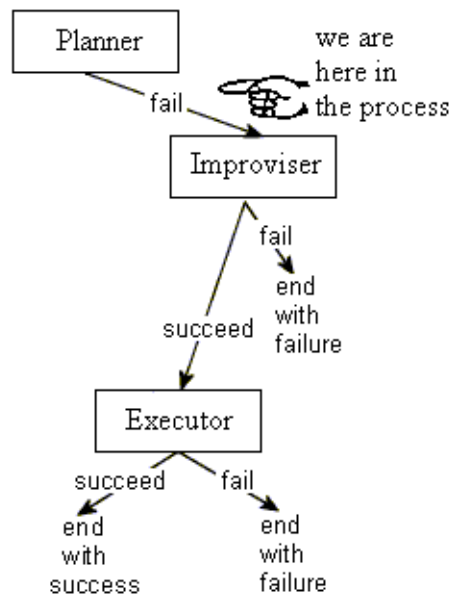 Planner
we are
here in
the process
fail
Improviser
fail
end
with
failure
succeed
Executor
succeed
fail
end
with
success
end
with
failure